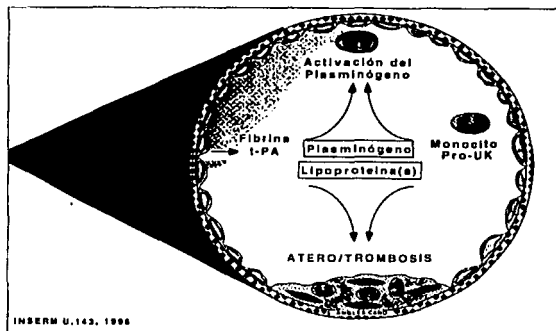 Activación del
Plasminógeno
Fibrina
t-PA
Plasminógeno
Lipoproteína(a)
Monocito
Pro-UK
ATERO/TROMBOSIS
INSERM U.143, 1996